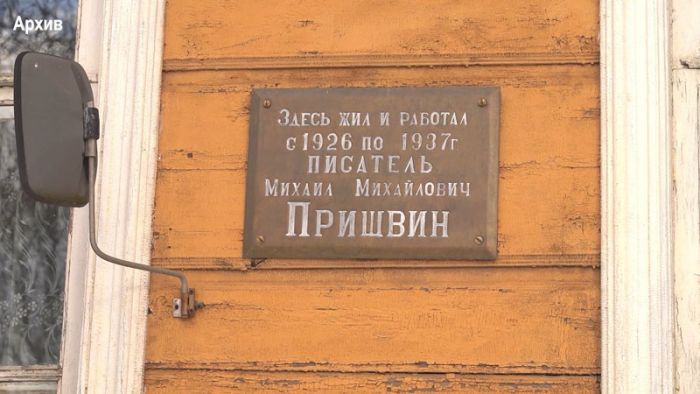 Архив
Здесь жил и работал
с 1926 по 1937г
писатель
Михаил Михайлович
Пришвин